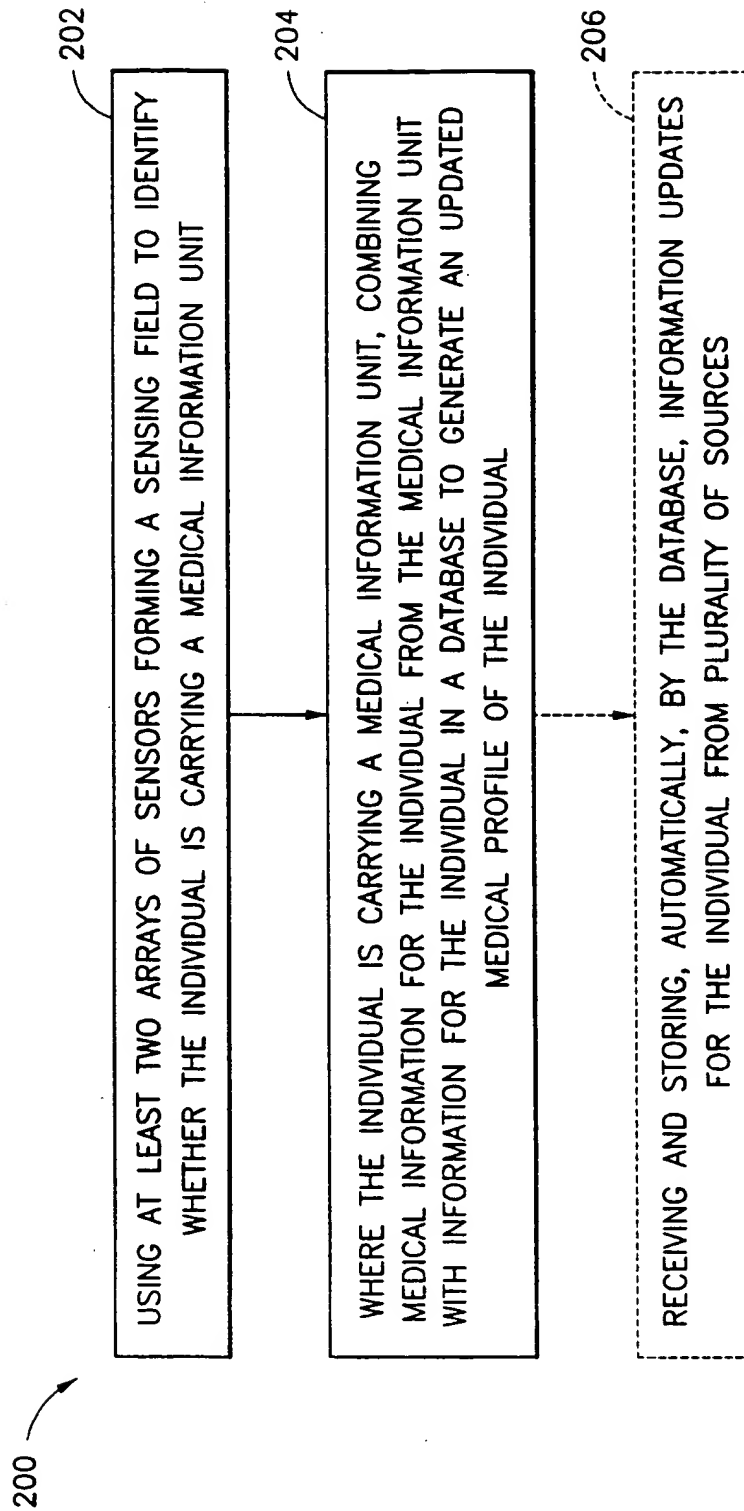 200
202
USING AT LEAST TWO ARRAYS OF SENSORS FORMING A SENSING FIELD TO IDENTIFY
WHETHER THE INDIVIDUAL IS CARRYING A MEDICAL INFORMATION UNIT
204
WHERE THE INDIVIDUAL IS CARRYING A MEDICAL INFORMATION UNIT, COMBINING
MEDICAL INFORMATION FOR THE INDIVIDUAL FROM THE MEDICAL INFORMATION UNIT
WITH INFORMATION FOR THE INDIVIDUAL IN A DATABASE TO GENERATE AN UPDATED
MEDICAL PROFILE OF THE INDIVIDUAL
206
RECEIVING AND STORING, AUTOMATICALLY, BY THE DATABASE, INFORMATION UPDATES
FOR THE INDIVIDUAL FROM PLURALITY OF SOURCES